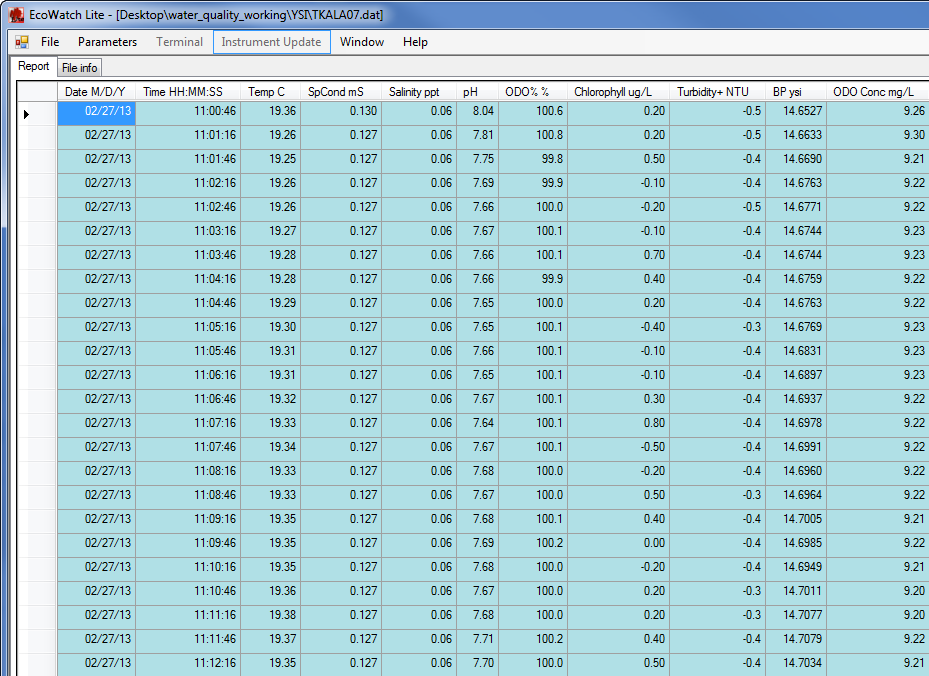 EcoWatch Lite - [Desktop\water_quality_working\YSI\TKALA07.dat]
File Parameters Terminal Instrument Update Window Help
Report File info
Date M/D/Y Time HH:MM:SS Temp C SpCond mS Salinity ppt pH ODO% % Chlorophyll ug/L Turbidity+ NTU BP ysi ODO Conc mg/L
02/27/13 11:00:46 19.36 0.130 0.06 8.04 100.6 0.20 -0.5 14.6527 9.26
02/27/13 11:01:16 19.26 0.127 0.06 7.81 100.8 0.20 -0.5 14.6633 9.30
02/27/13 11:01:46 19.25 0.127 0.06 7.75 99.8 0.50 -0.4 14.6690 9.21
02/27/13 11:02:16 19.26 0.127 0.06 7.69 99.9 -0.10 -0.4 14.6763 9.22
02/27/13 11:02:46 19.26 0.127 0.06 7.66 100.0 -0.20 -0.5 14.6771 9.22
02/27/13 11:03:16 19.27 0.127 0.06 7.67 100.1 -0.10 -0.4 14.6744 9.23
02/27/13 11:03:46 19.28 0.127 0.06 7.66 100.1 0.70 -0.4 14.6744 9.23
02/27/13 11:04:16 19.28 0.127 0.06 7.66 99.9 0.40 -0.4 14.6759 9.22
02/27/13 11:04:46 19.29 0.127 0.06 7.65 100.0 0.20 -0.4 14.6763 9.22
02/27/13 11:05:16 19.30 0.127 0.06 7.65 100.1 -0.40 -0.3 14.6769 9.23
02/27/13 11:05:46 19.31 0.127 0.06 7.66 100.1 -0.10 -0.4 14.6831 9.23
02/27/13 11:06:16 19.31 0.127 0.06 7.65 100.1 -0.10 -0.4 14.6897 9.23
02/27/13 11:06:46 19.32 0.127 0.06 7.67 100.1 0.30 -0.4 14.6937 9.22
02/27/13 11:07:16 19.33 0.127 0.06 7.64 100.1 0.80 -0.4 14.6978 9.22
02/27/13 11:07:46 19.34 0.127 0.06 7.67 100.1 -0.50 -0.4 14.6991 9.22
02/27/13 11:08:16 19.33 0.127 0.06 7.68 100.0 -0.20 -0.4 14.6960 9.22
02/27/13 11:08:46 19.33 0.127 0.06 7.67 100.0 0.50 -0.3 14.6964 9.22
02/27/13 11:09:16 19.35 0.127 0.06 7.68 100.1 0.40 -0.4 14.7005 9.21
02/27/13 11:09:46 19.35 0.127 0.06 7.69 100.2 0.00 -0.4 14.6985 9.22
02/27/13 11:10:16 19.35 0.127 0.06 7.68 100.0 -0.20 -0.4 14.6949 9.21
02/27/13 11:10:46 19.36 0.127 0.06 7.67 100.0 0.20 -0.3 14.7011 9.20
02/27/13 11:11:16 19.38 0.127 0.06 7.68 100.0 0.20 -0.3 14.7077 9.20
02/27/13 11:11:46 19.37 0.127 0.06 7.71 100.2 0.40 -0.4 14.7079 9.22
02/27/13 11:12:16 19.35 0.127 0.06 7.70 100.0 0.50 -0.4 14.7034 9.21